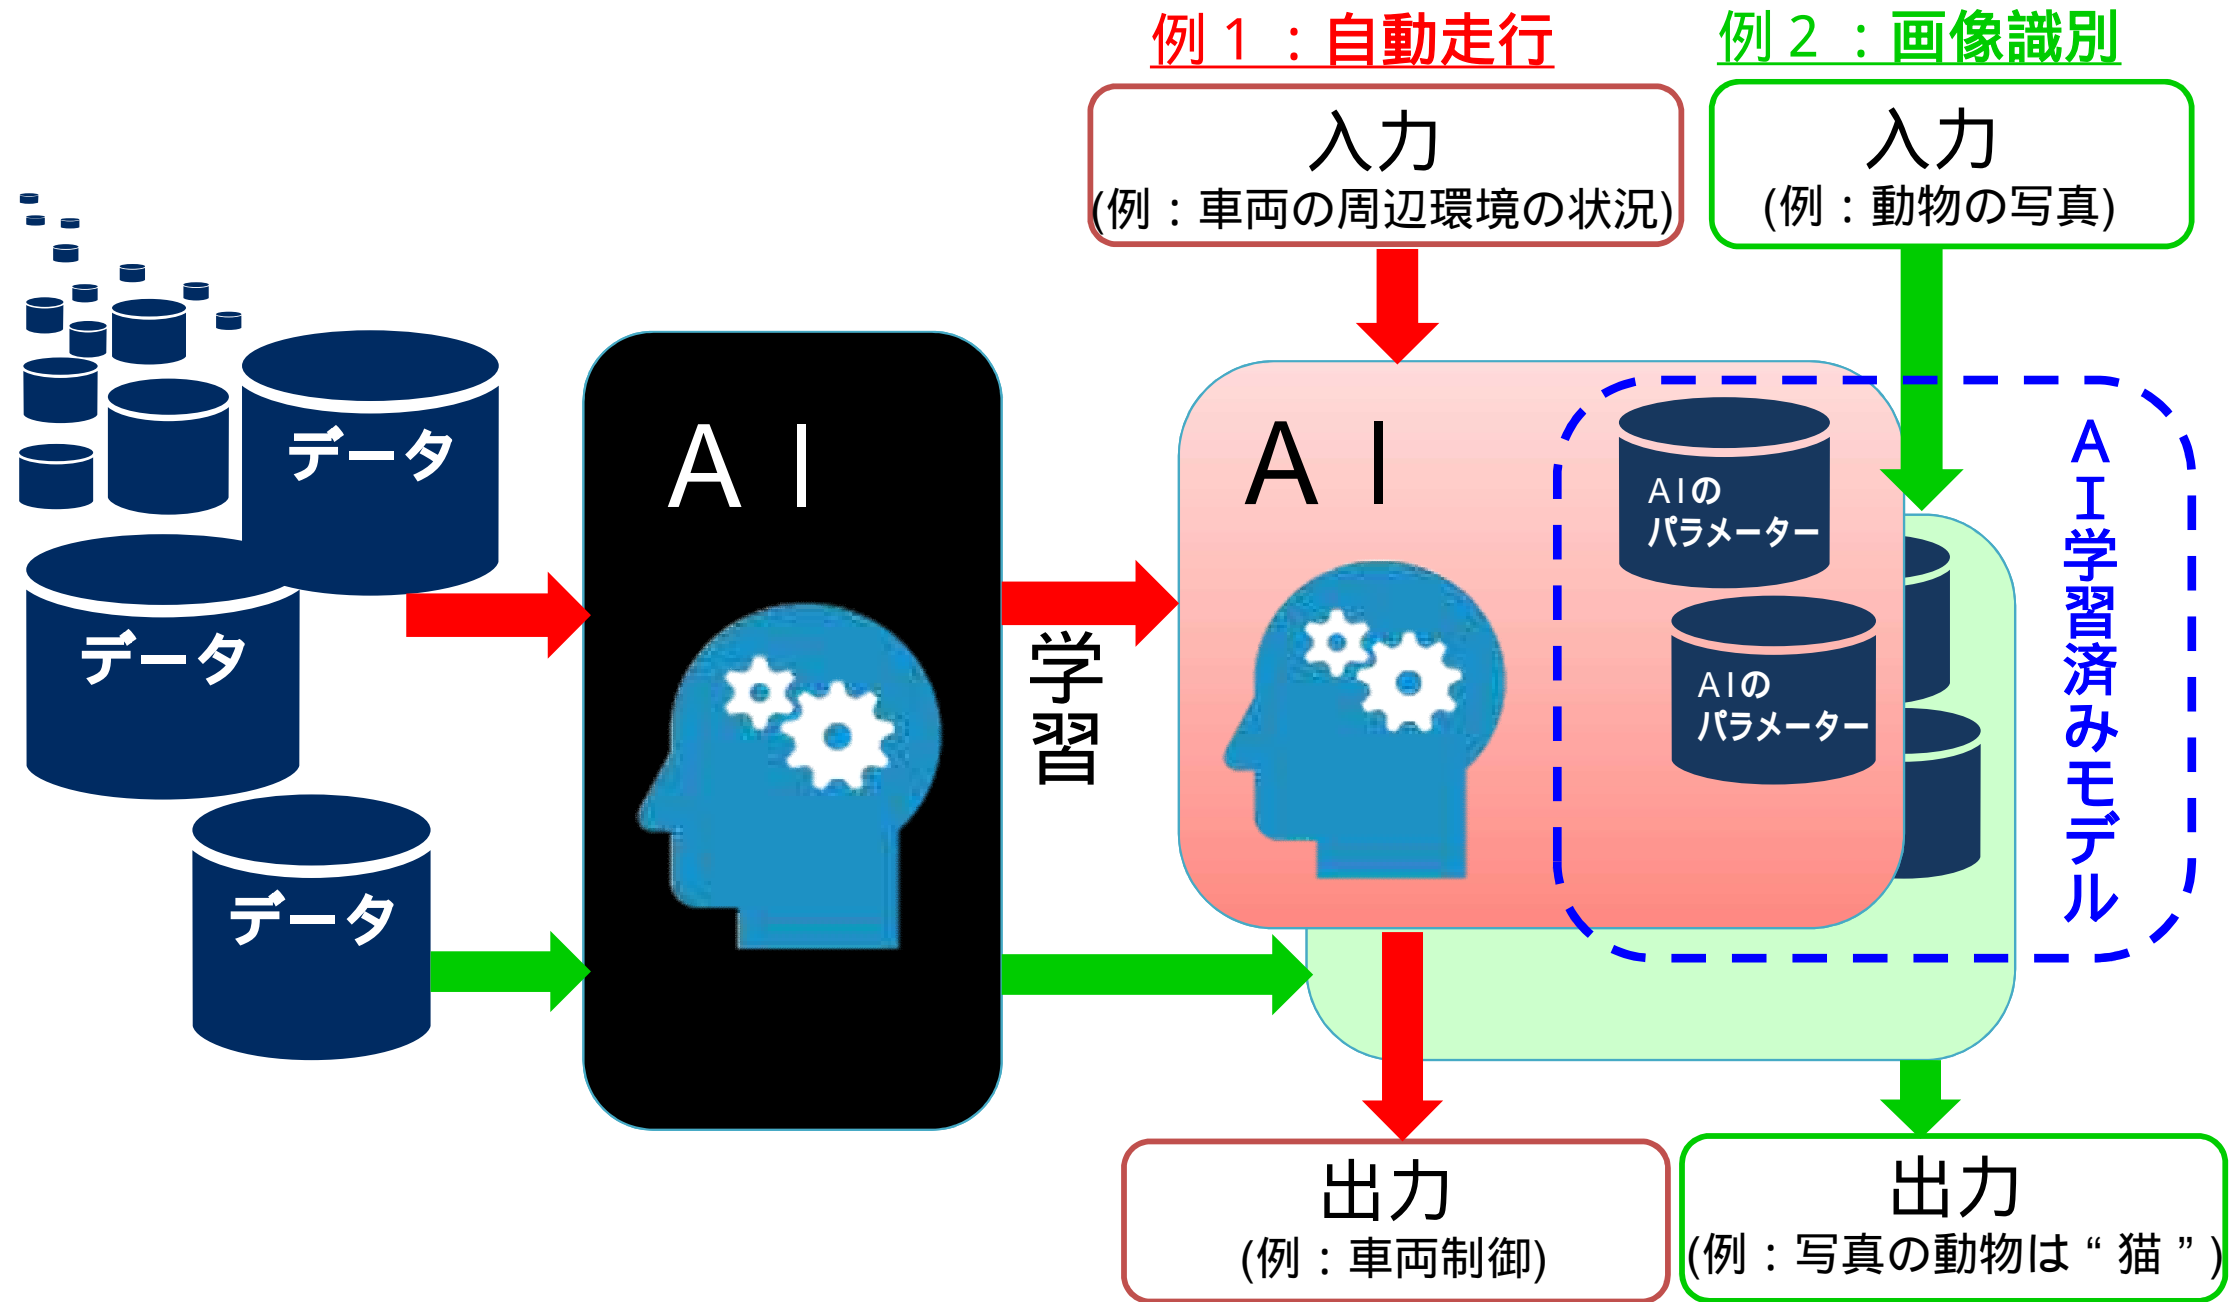 例1：自動走行
例2：画像識別
入力
(例：車両の周辺環境の状況)
入力
(例：動物の写真)
データ
データ
データ
AI
学習
AI
AIの
パラメーター
AIの
パラメーター
AI学習済みモデル
出力
(例：車両制御)
出力
(例：写真の動物は“猫”)